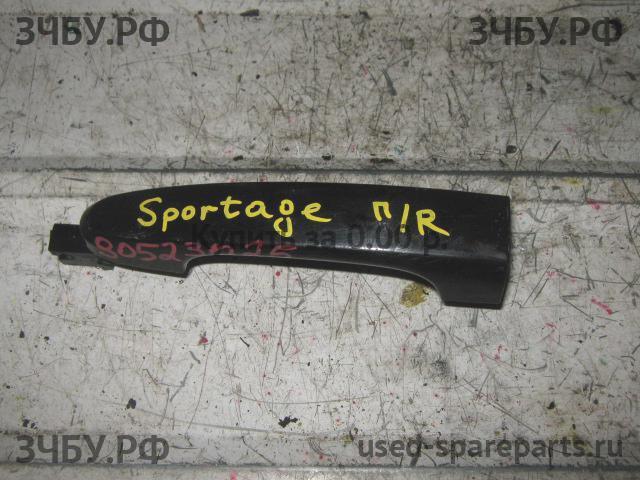 ЗЧБУ.РФ ЗЧБУ.РФ
Sportage П/R
Купить за 0.00 р.
ЗЧБУ.РФ used-spareparts.ru